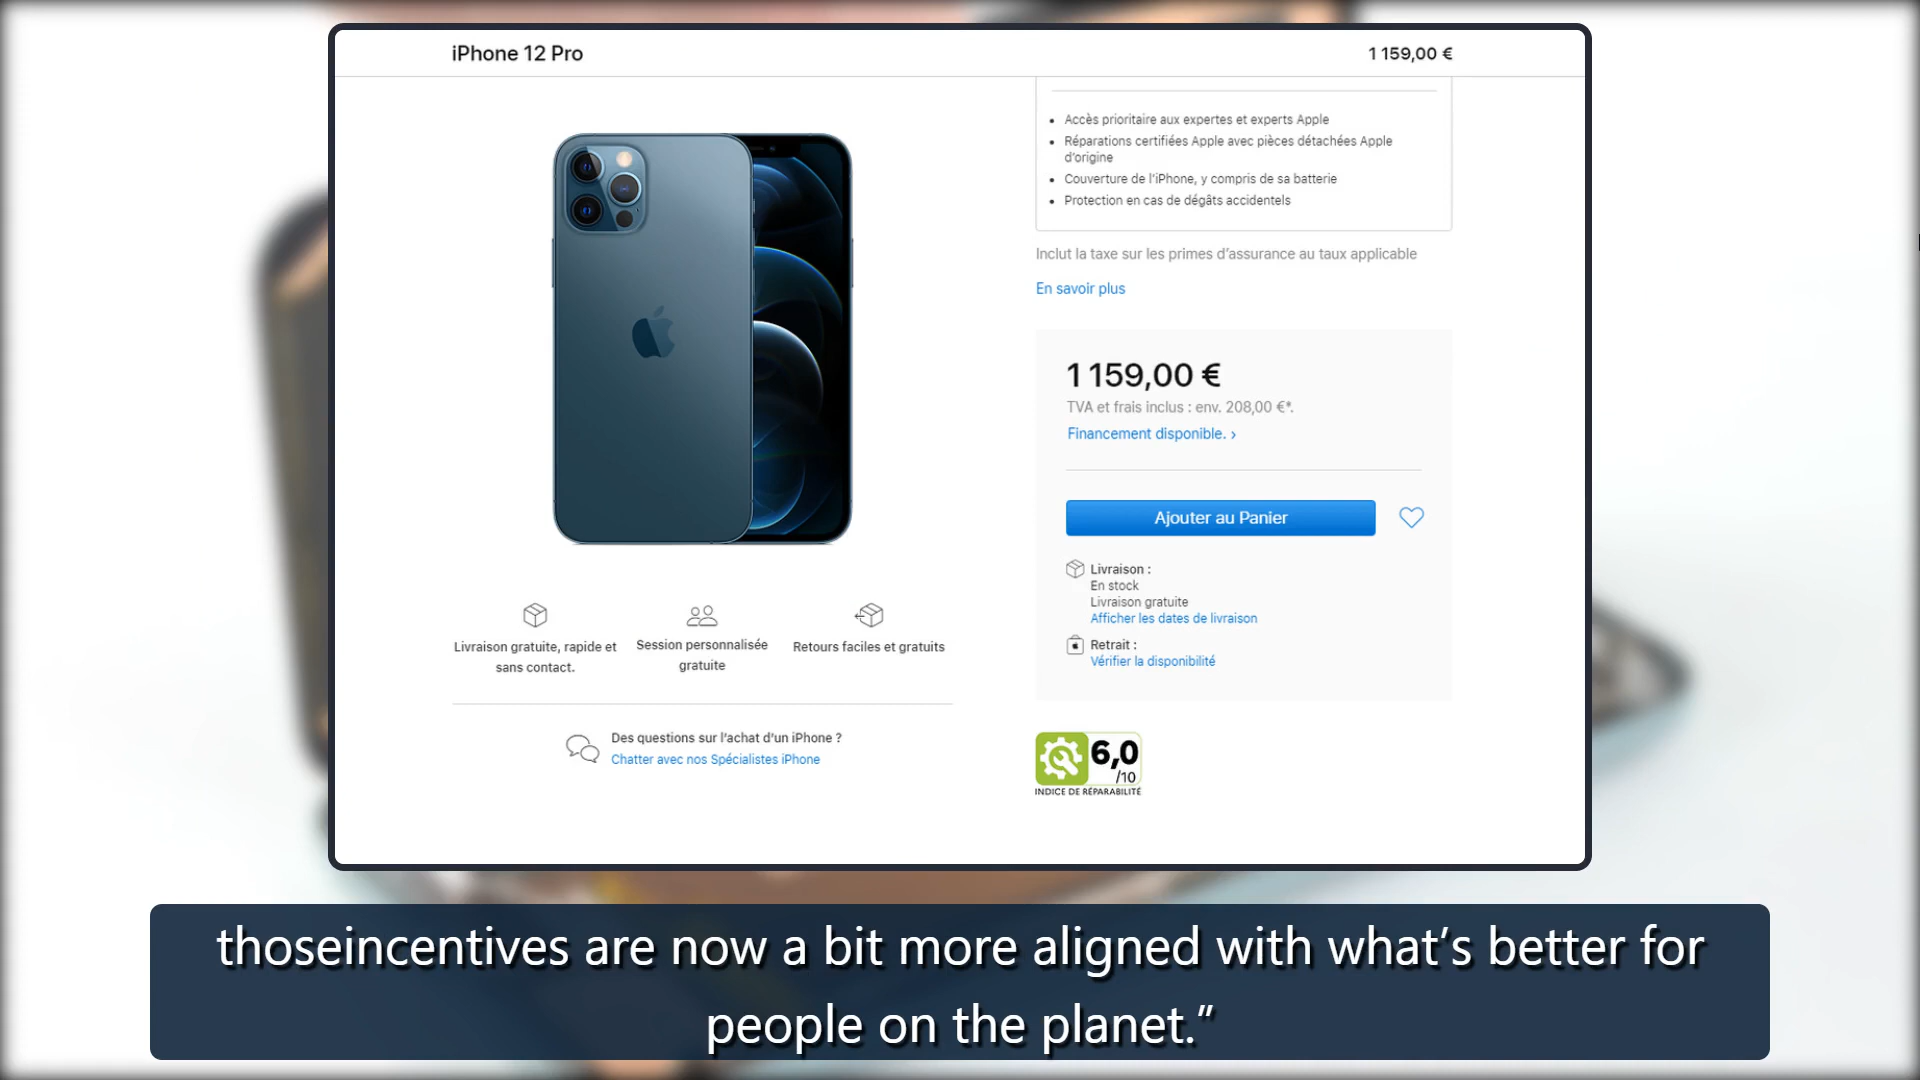 iPhone 12 Pro
1 159,00 €
Accès prioritaire aux expertes et experts Apple
Réparations certifiées Apple avec pièces détachées Apple
d’origine
Couverture de l’iPhone, y compris de sa batterie
Protection en cas de dégâts accidentels
Inclut la taxe sur les primes d’assurance au taux applicable
En savoir plus
1 159,00 €
TVA et frais inclus : env. 208,00 €*.
Financement disponible. ›
Ajouter au Panier
Livraison :
En stock
Livraison gratuite
Afficher les dates de livraison
Retrait :
Vérifier la disponibilité
Livraison gratuite, rapide et
sans contact.
Session personnalisée
gratuite
Retours faciles et gratuits
Des questions sur l’achat d’un iPhone ?
Chatter avec nos Spécialistes iPhone
6,0
/10
INDICE DE RÉPARABILITÉ
thoseincentives are now a bit more aligned with what’s better for
people on the planet.”